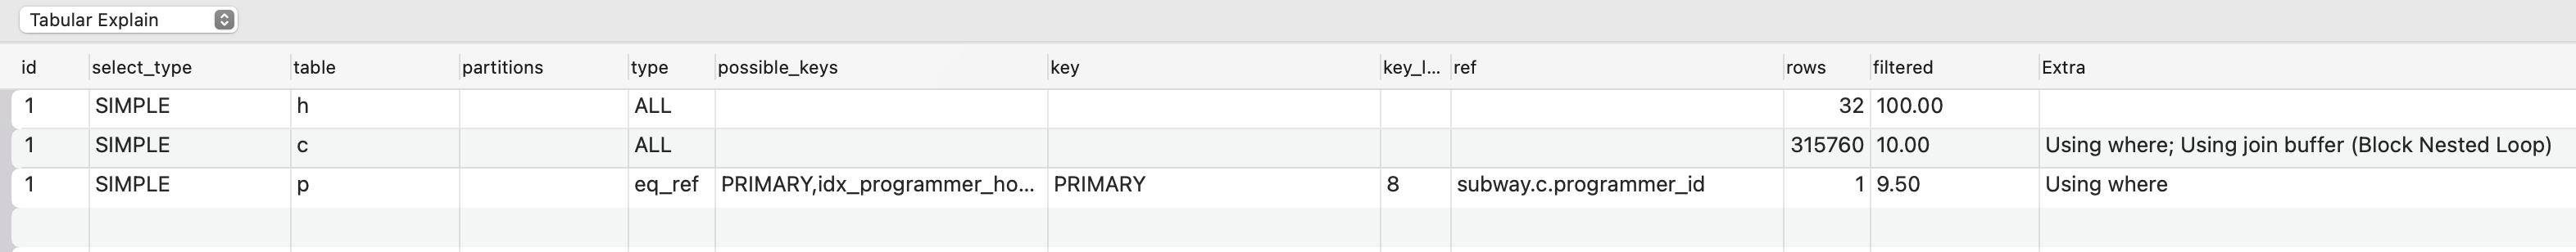 Tabular Explain
id select_type table partitions type possible_keys key key_l... ref rows filtered Extra
1 SIMPLE h ALL 32 100.00
1 SIMPLE c ALL 315760 10.00 Using where; Using join buffer (Block Nested Loop)
1 SIMPLE p eq_ref PRIMARY,idx_programmer_ho... PRIMARY 8 subway.c.programmer_id 1 9.50 Using where